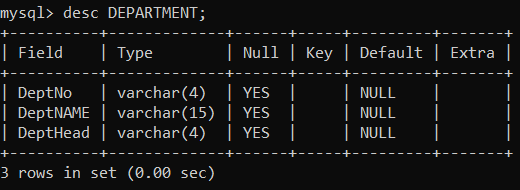 mysql> desc DEPARTMENT;
+----------+-------------+------+-----+---------+-------+
| Field    | Type        | Null | Key | Default | Extra |
+----------+-------------+------+-----+---------+-------+
| DeptNo   | varchar(4)  | YES  |     | NULL    |       |
| DeptNAME | varchar(15) | YES  |     | NULL    |       |
| DeptHead | varchar(4)  | YES  |     | NULL    |       |
+----------+-------------+------+-----+---------+-------+
3 rows in set (0.00 sec)